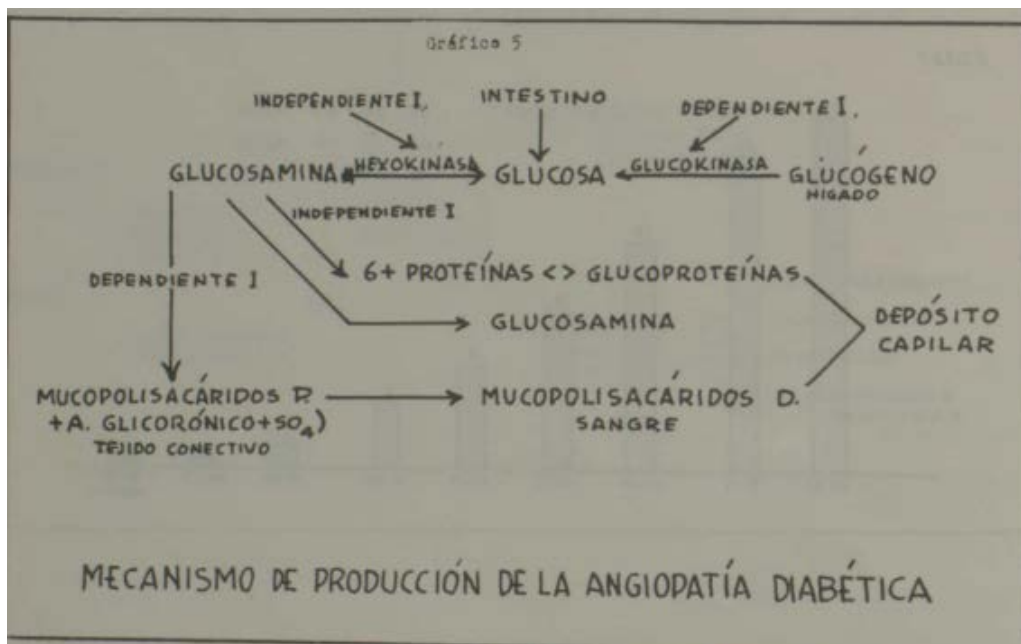 Gráfico 5
INDEPENDIENTE I. INTESTINO DEPENDIENTE I.
GLUCOSAMINA HEXOKINASA GLUCOSA GLUCOKINASA GLUCÓGENO
HIGADO
INDEPENDIENTE I
DEPENDIENTE I
6+ PROTEÍNAS <> GLUCOPROTEÍNAS
GLUCOSAMINA
DEPÓSITO
CAPILAR
MUCOPOLISACÁRIDOS MUCOPOLISACÁRIDOS D.
+A. GLICORÓNICO+SO4) SANGRE
TEJIDO CONECTIVO
MECANISMO DE PRODUCCIÓN DE LA ANGIOPATÍA DIABÉTICA